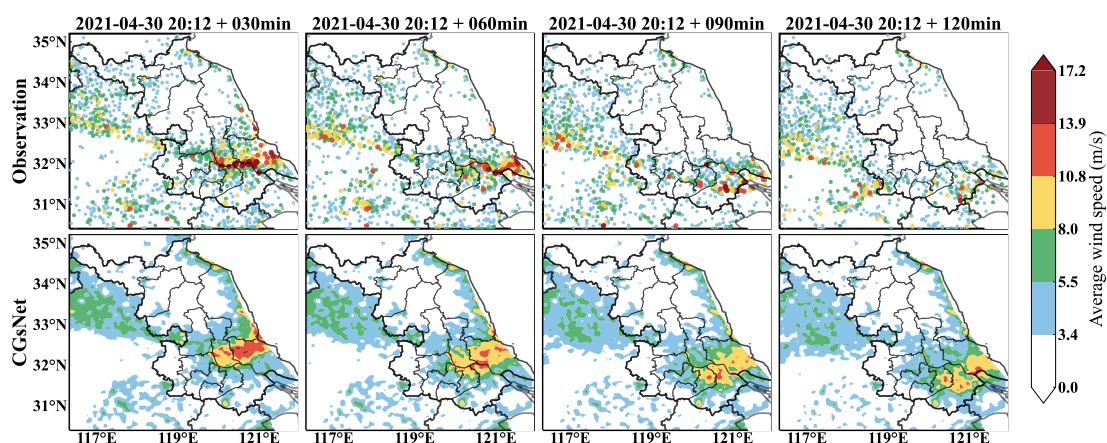 2021-04-30 20:12 + 030min 2021-04-30 20:12 + 060min 2021-04-30 20:12 + 090min 2021-04-30 20:12 + 120min
35°N
34°N
33°N
32°N
31°N
Observation
35°N
34°N
33°N
32°N
31°N
CGsNet
117°E 119°E 121°E 117°E 119°E 121°E 117°E 119°E 121°E 117°E 119°E 121°E
17.2
13.9
10.8
8.0
5.5
3.4
0.0
Average wind speed (m/s)